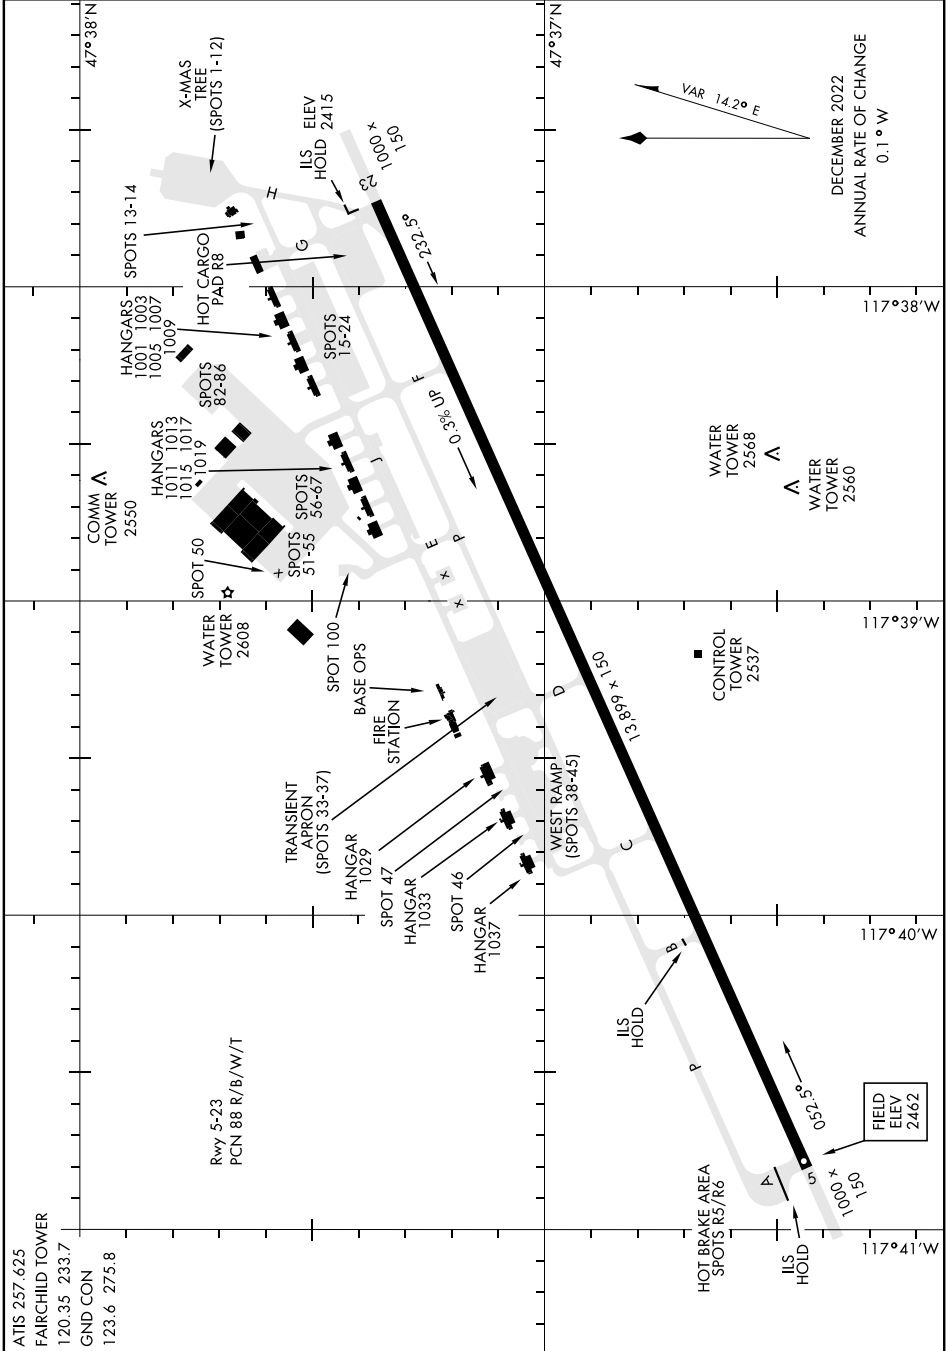 ATIS 257.625
FAIRCHILD TOWER
120.35 233.7
GND CON
123.6 275.8
Rwy 5-23
PCN 88 R/B/W/T
47°38'N
47°37'N
X-MAS
TREE
(SPOTS 1-12)
SPOTS 13-14
HOT CARGO
PAD R8
HANGARS
1001 1003
1005 1007
1009
SPOTS
82-86
HANGARS
1011 1013
1015 1017
1019
COMM
TOWER
2550
SPOT 50
WATER
TOWER
2608
SPOTS
51-55
SPOTS
56-67
SPOTS
15-24
ILS
HOLD
ELEV
2415
1000 x
150
23
232.5°
H
G
F
J
E
P
x
x
0.3% UP
SPOT 100
BASE OPS
FIRE
STATION
TRANSIENT
APRON
(SPOTS 33-37)
HANGAR
1029
SPOT 47
HANGAR
1033
SPOT 46
HANGAR
1037
WEST RAMP
(SPOTS 38-45)
D
C
13,899 x 150
B
ILS
HOLD
P
A
HOT BRAKE AREA
SPOTS R5/R6
ILS
HOLD
5
1000 x
150
052.5°
FIELD
ELEV
2462
CONTROL
TOWER
2537
WATER
TOWER
2568
WATER
TOWER
2560
VAR 14.2° E
DECEMBER 2022
ANNUAL RATE OF CHANGE
0.1° W
117°41'W
117°40'W
117°39'W
117°38'W